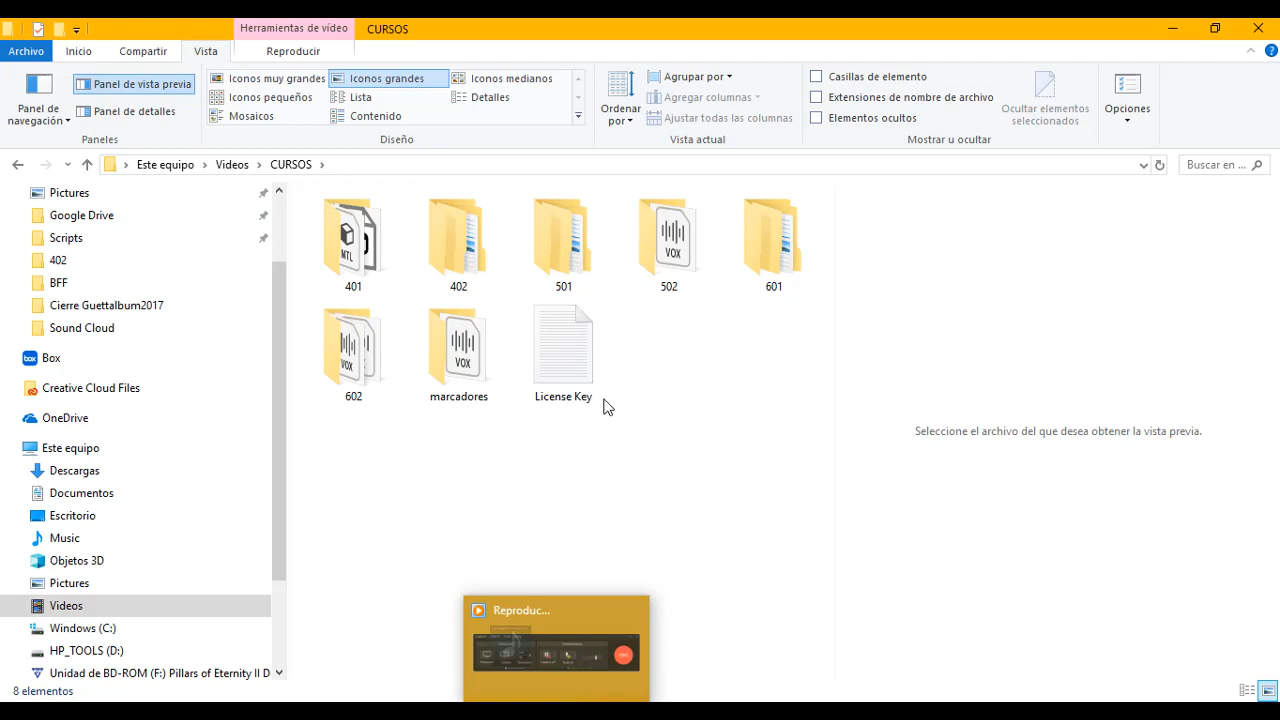 Herramientas de vídeo
CURSOS
Archivo
Inicio
Compartir
Vista
Reproducir
Panel de navegación
Panel de vista previa
Panel de detalles
Paneles
Iconos muy grandes
Iconos grandes
Iconos medianos
Iconos pequeños
Lista
Detalles
Mosaicos
Contenido
Diseño
Ordenar por
Agrupar por
Agregar columnas
Ajustar todas las columnas
Vista actual
Casillas de elemento
Extensiones de nombre de archivo
Elementos ocultos
Ocultar elementos seleccionados
Mostrar u ocultar
Opciones
Este equipo
Videos
CURSOS
Buscar en ...
Pictures
Google Drive
Scripts
402
BFF
Cierre Guettalbum2017
Sound Cloud
Box
Creative Cloud Files
OneDrive
Este equipo
Descargas
Documentos
Escritorio
Music
Objetos 3D
Pictures
Videos
Windows (C:)
HP_TOOLS (D:)
Unidad de BD-ROM (F:) Pillars of Eternity II D
8 elementos
MTL
VOX
401
402
501
502
601
VOX
VOX
602
marcadores
License Key
Seleccione el archivo del que desea obtener la vista previa.
Reproduc...